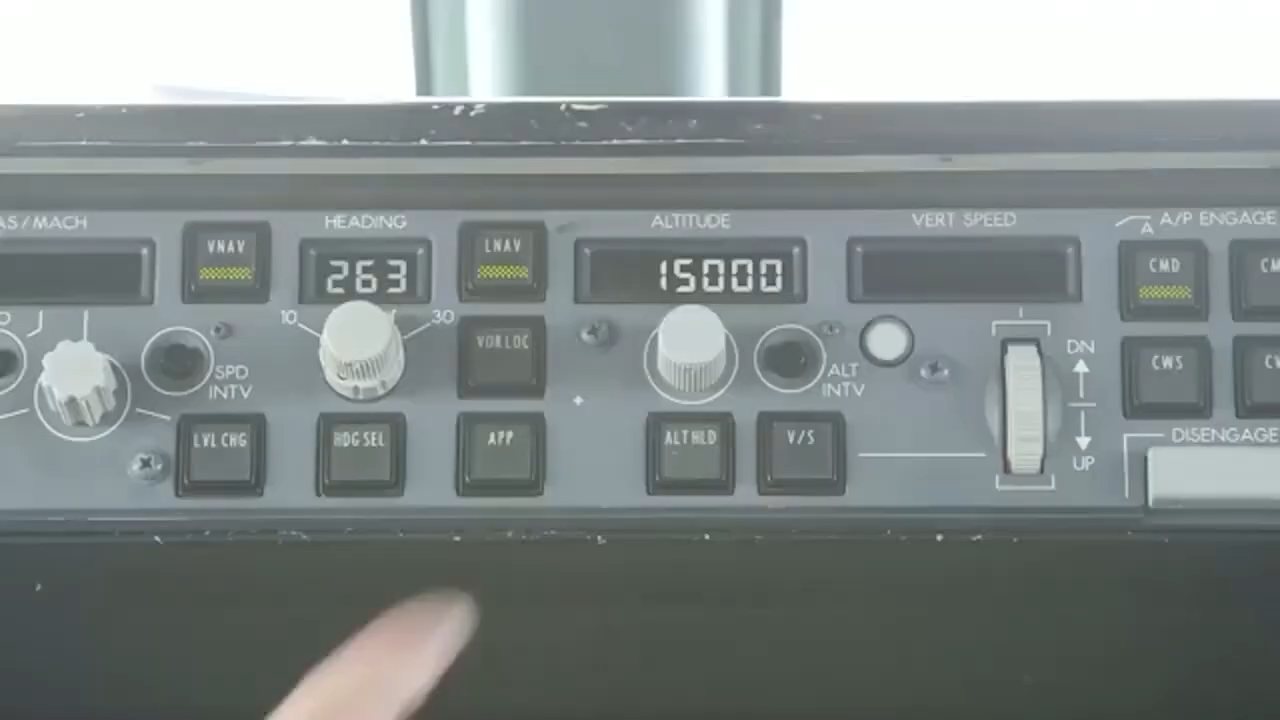 AS/MACH
VNAV
HEADING
263
LNAV
ALTITUDE
15000
VERT SPEED
A/P ENGAGE
A
CMD
10
30
SPD
INTV
VOR LOC
ALT
INTV
DN
UP
CWS
LVL CHG
HDG SEL
APP
ALT HLD
V/S
DISENGAGE